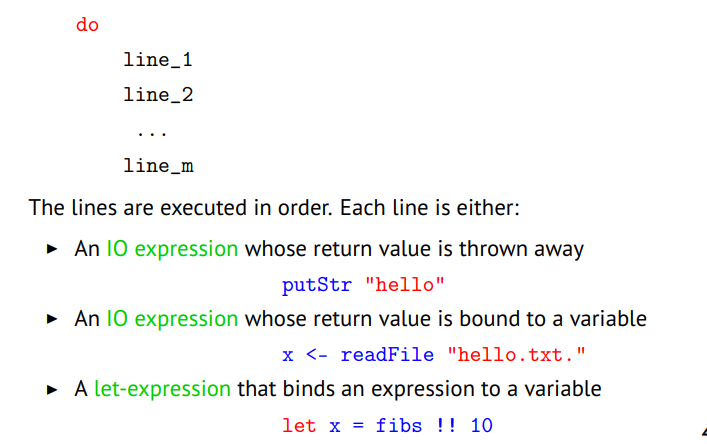 do
line_1
line_2
...
line_m
The lines are executed in order. Each line is either:
► An IO expression whose return value is thrown away
putStr "hello"
► An IO expression whose return value is bound to a variable
x <- readFile "hello.txt."
► A let-expression that binds an expression to a variable
let x = fibs !! 10